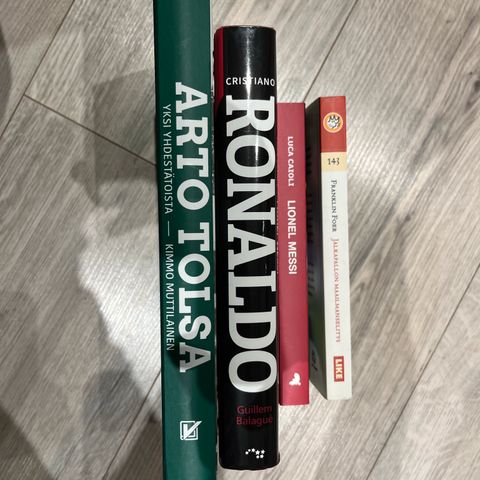 ARTO TOLSA
YKSI YHDESTÄTOISTA — KIMMO MUTTILAINEN
CRISTIANO
RONALDO
Guillem
Balagué
LUCA CAIOLI LIONEL MESSI
143
FRANKLIN FOER JALKAPALLON MAAILMANSELITYS
LIKE